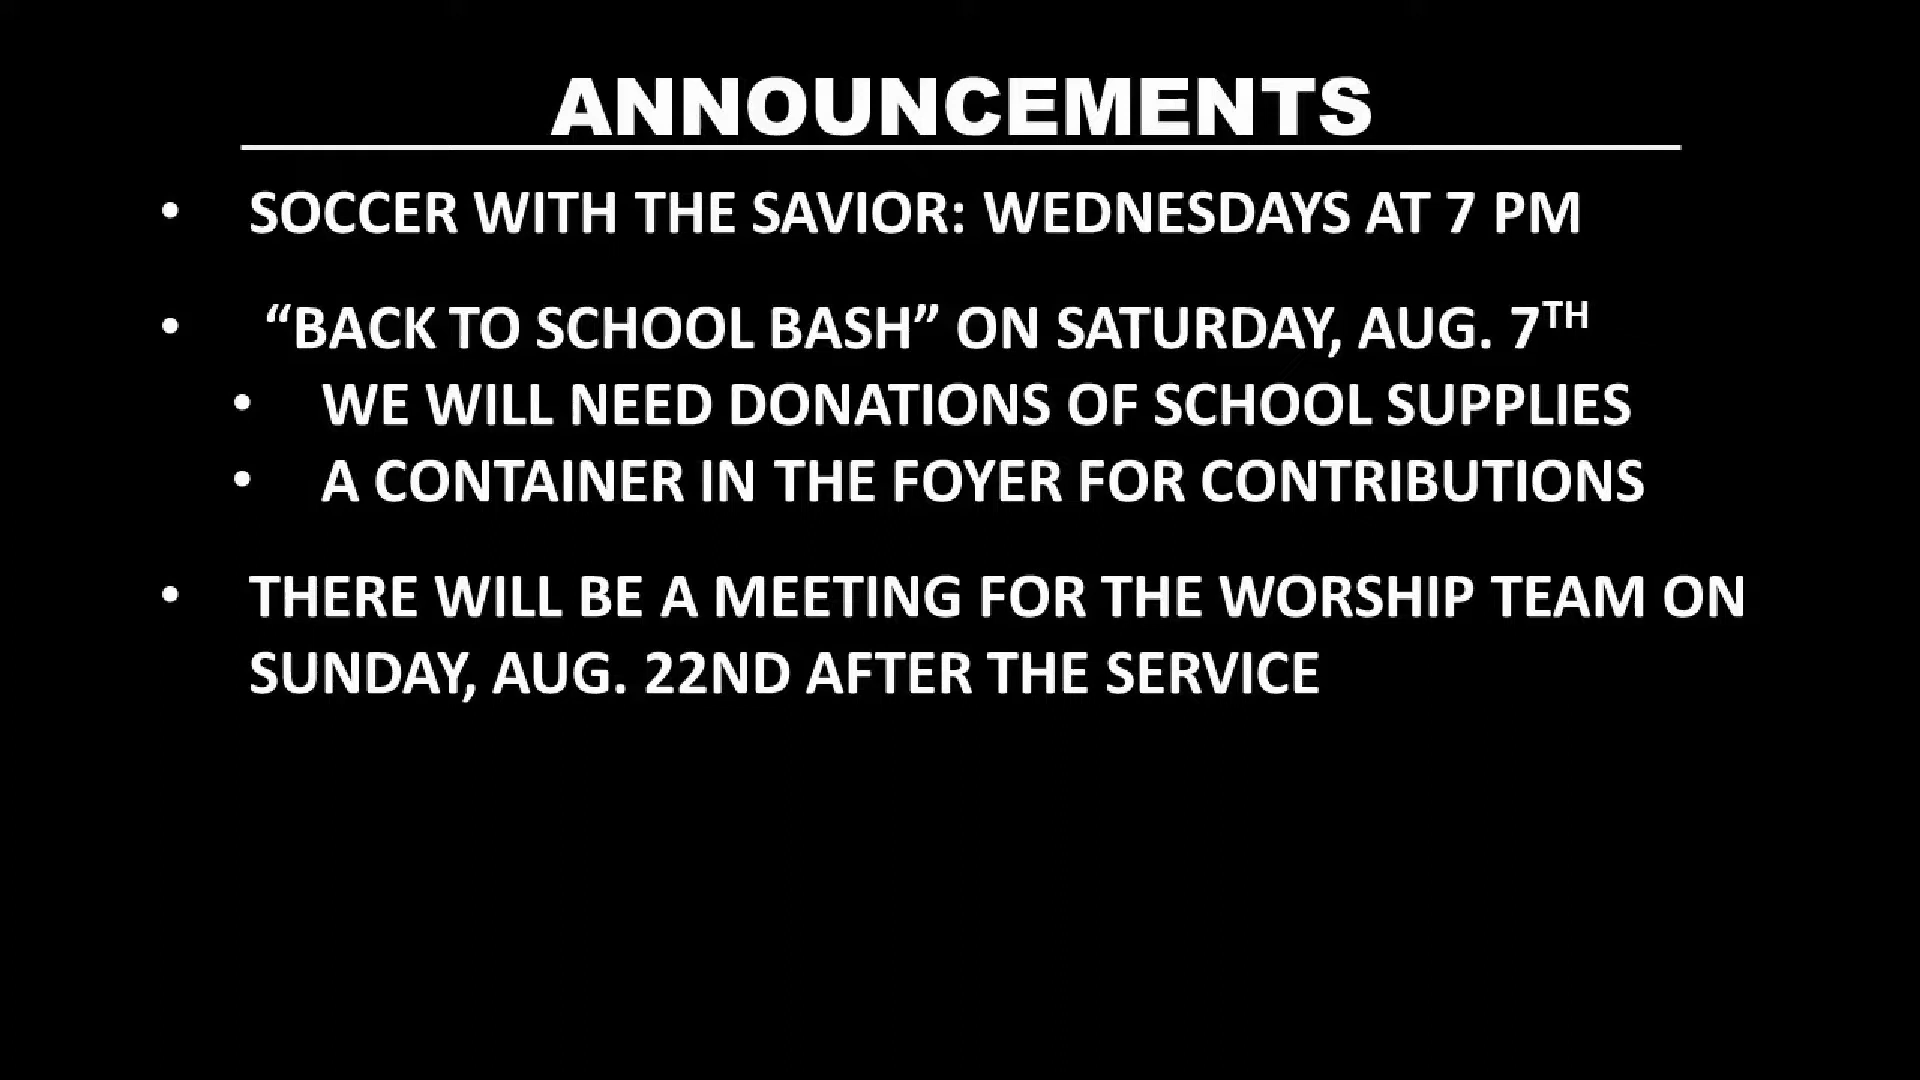 ANNOUNCEMENTS
• SOCCER WITH THE SAVIOR: WEDNESDAYS AT 7 PM
• “BACK TO SCHOOL BASH” ON SATURDAY, AUG. 7TH
• WE WILL NEED DONATIONS OF SCHOOL SUPPLIES
• A CONTAINER IN THE FOYER FOR CONTRIBUTIONS
• THERE WILL BE A MEETING FOR THE WORSHIP TEAM ON
SUNDAY, AUG. 22ND AFTER THE SERVICE